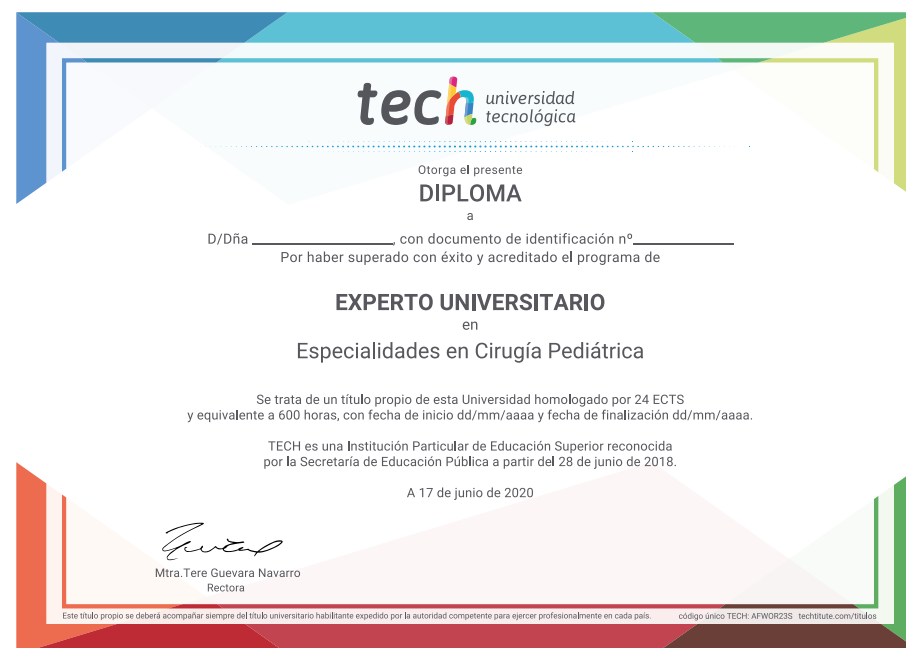 tech universidad
tecnológica
Otorga el presente
DIPLOMA
a
D/Dña ____________________, con documento de identificación nº______________
Por haber superado con éxito y acreditado el programa de
EXPERTO UNIVERSITARIO
en
Especialidades en Cirugía Pediátrica
Se trata de un título propio de esta Universidad homologado por 24 ECTS
y equivalente a 600 horas, con fecha de inicio dd/mm/aaaa y fecha de finalización dd/mm/aaaa.
TECH es una Institución Particular de Educación Superior reconocida
por la Secretaría de Educación Pública a partir del 28 de junio de 2018.
A 17 de junio de 2020
Mtra.Tere Guevara Navarro
Rectora
Este título propio se deberá acompañar siempre del título universitario habilitante expedido por la autoridad competente para ejercer profesionalmente en cada país. código único TECH: AFWOR23S techtitute.com/titulos